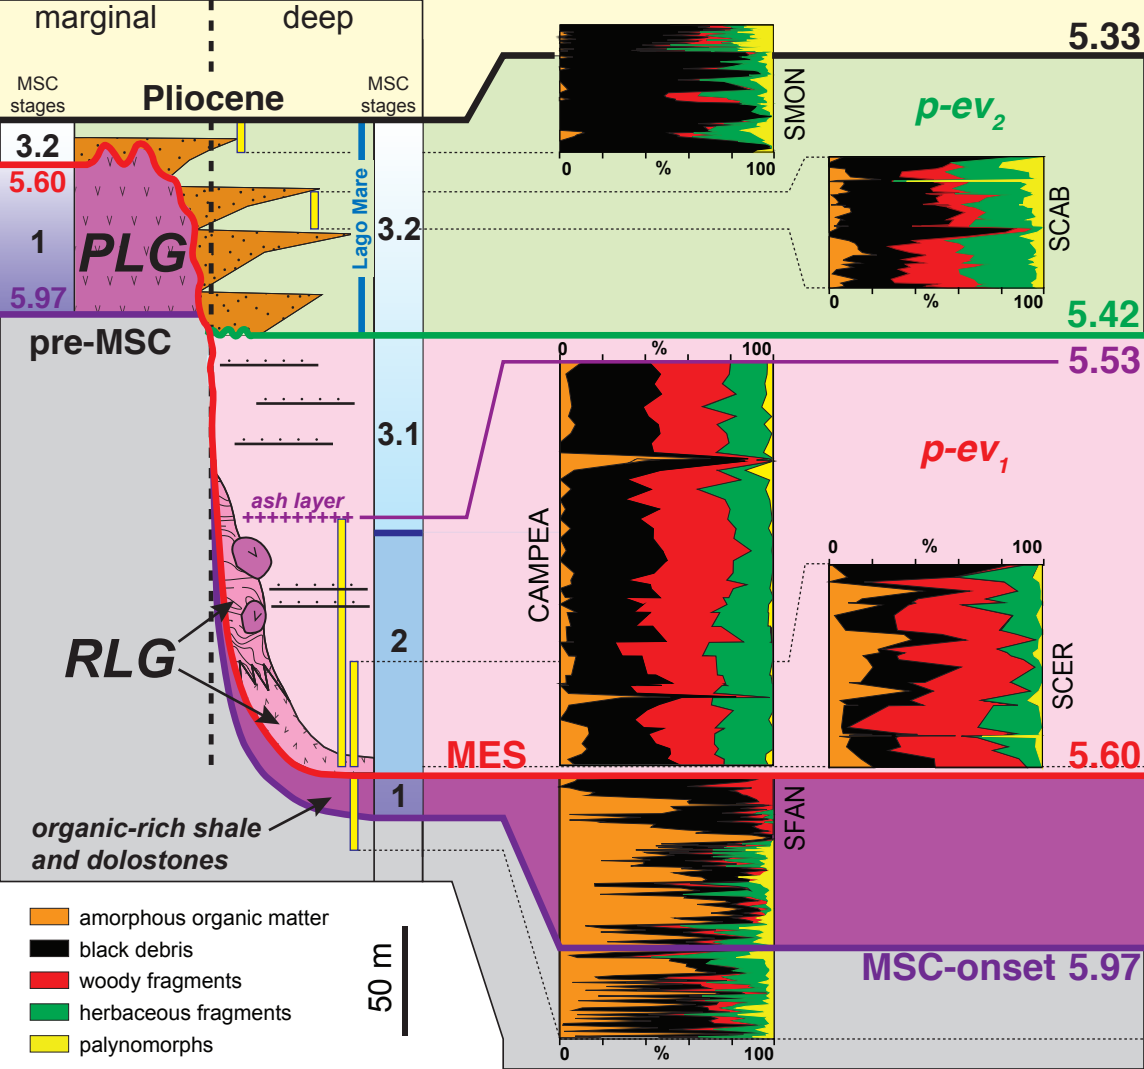 marginal
deep
MSC
stages
Pliocene
MSC
stages
3.2
5.60
1
5.97
PLG
pre-MSC
Lago Mare
3.2
3.1
ash layer
RLG
2
1
MES
organic-rich shale
and dolostones
5.33
SMON
0 % 100
p-ev2
SCAB
0 % 100
5.42
0 % 100
5.53
CAMPEA
p-ev1
0 % 100
SCER
5.60
SFAN
MSC-onset 5.97
0 % 100
amorphous organic matter
black debris
woody fragments
herbaceous fragments
palynomorphs
50 m